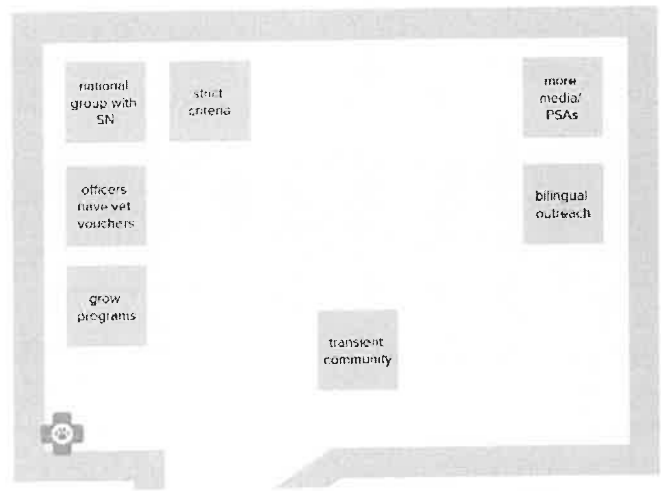 national
group with
SN
strict
criteria
more
media/
PSAs
officers
have vet
vouchers
bilingual
outreach
grow
programs
transient
community